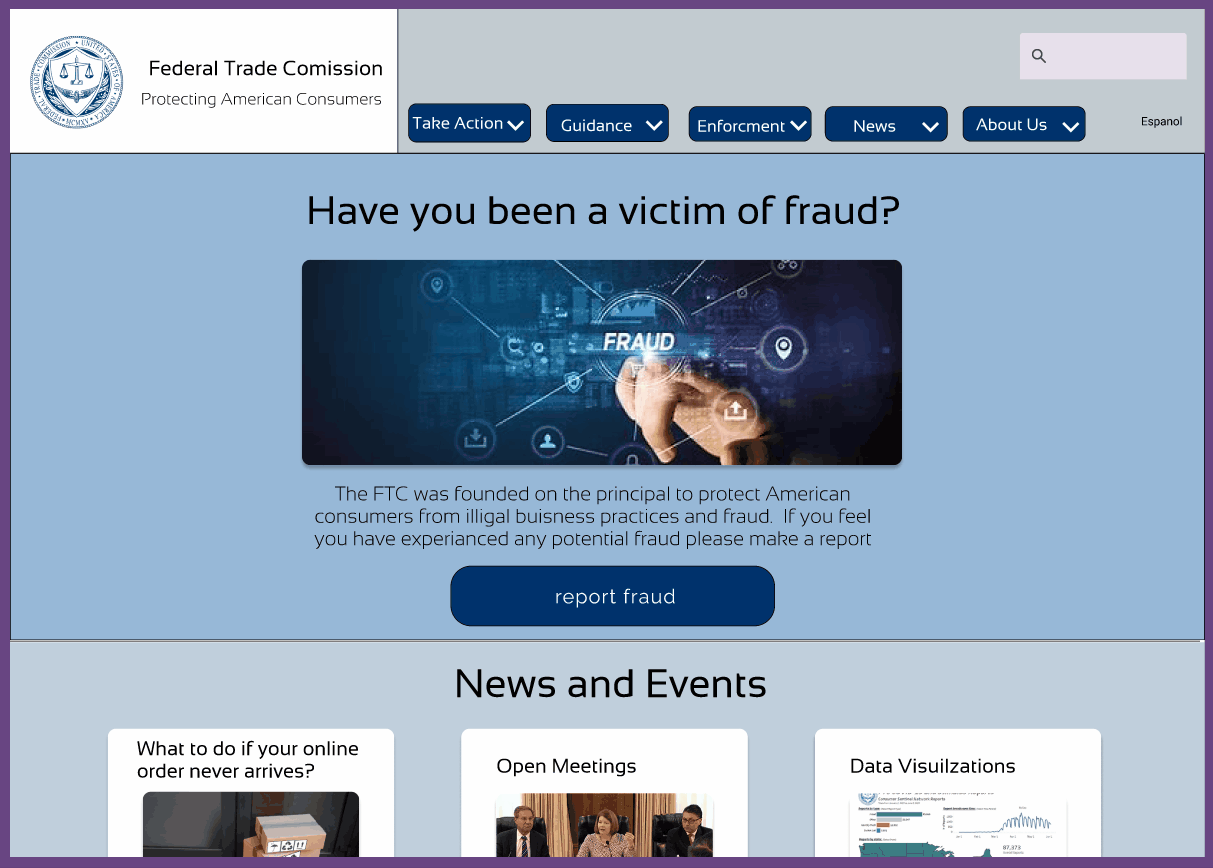 Federal Trade Comission
Protecting American Consumers
Take Action
Guidance
Enforcment
News
About Us
Espanol
Have you been a victim of fraud?
FRAUD
The FTC was founded on the principal to protect American
consumers from illigal buisness practices and fraud. If you feel
you have experianced any potential fraud please make a report
report fraud
News and Events
What to do if your online
order never arrives?
Open Meetings
Data Visuilzations
87,373